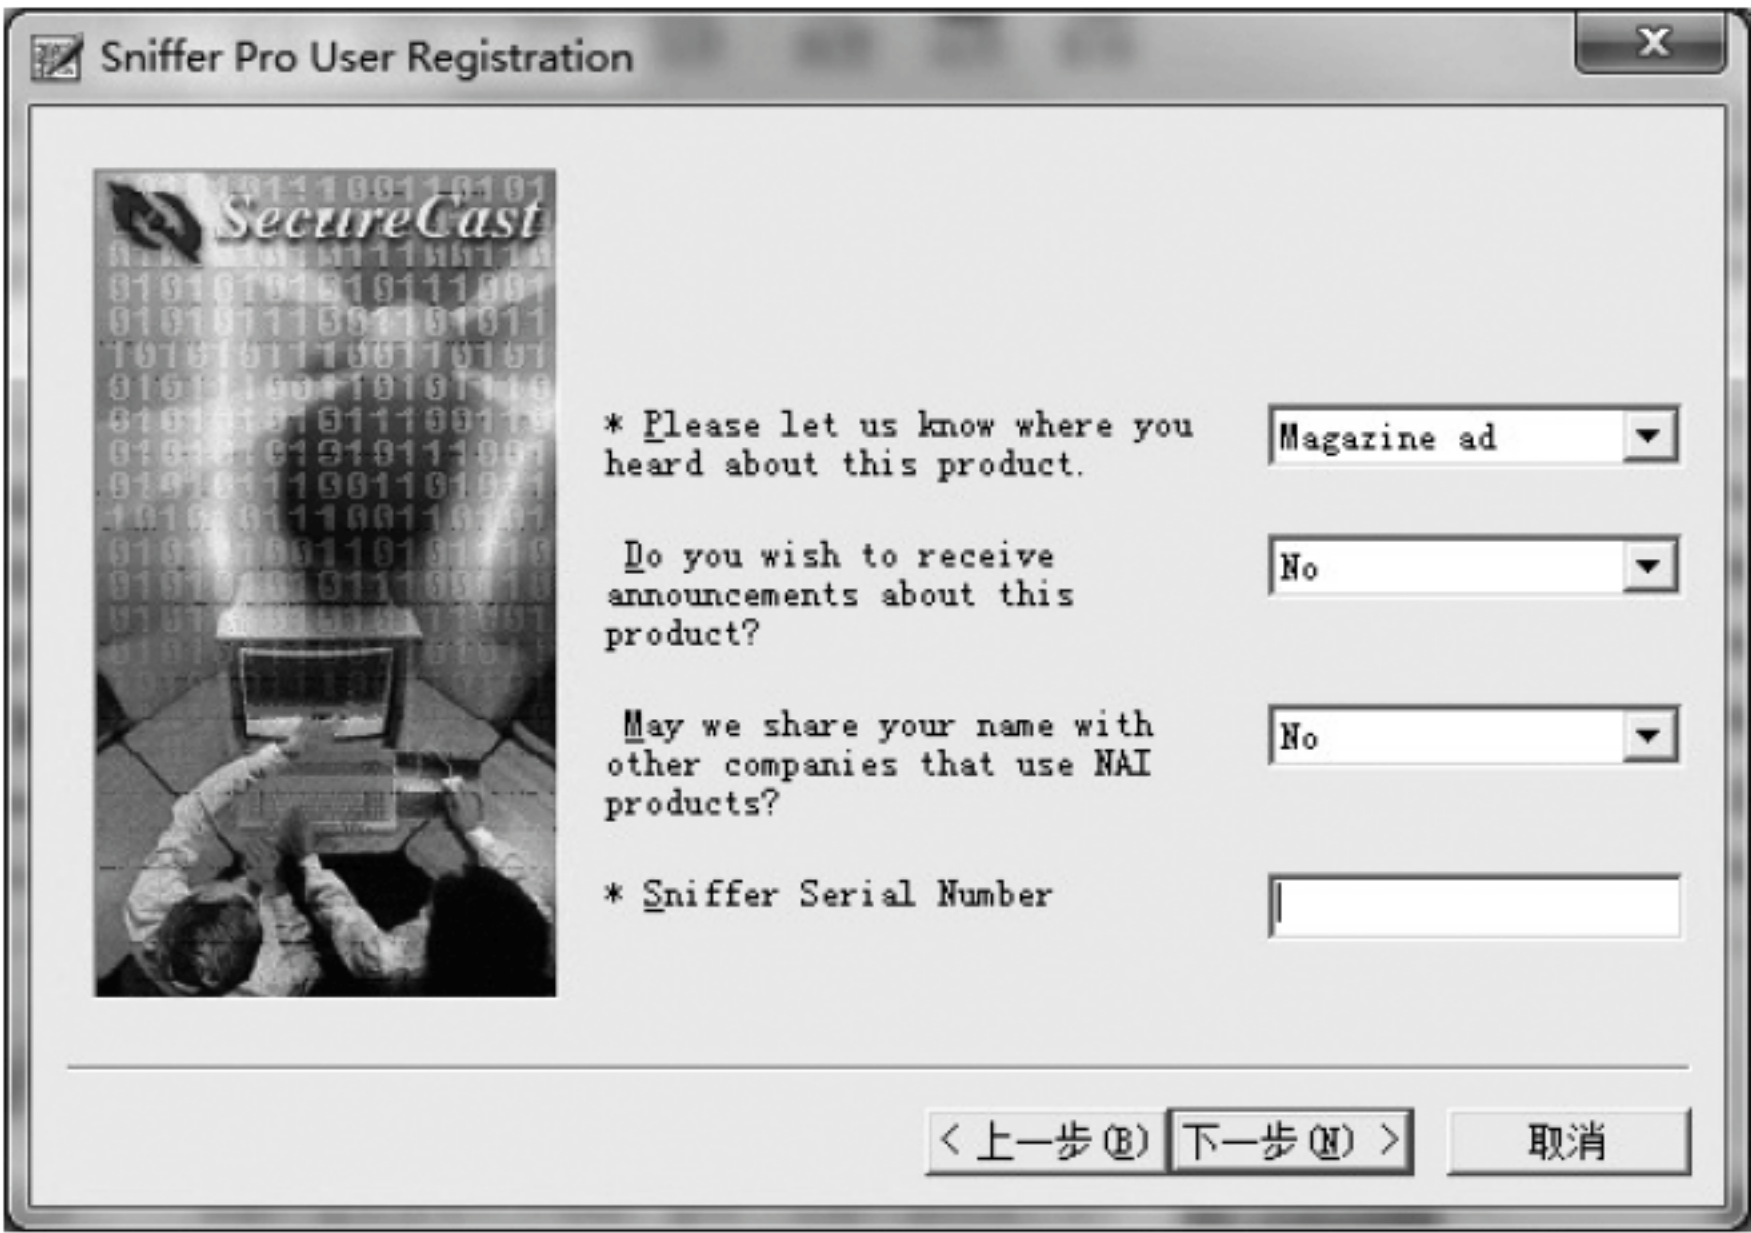 Sniffer Pro User Registration
SecureCast
* Please let us know where you
heard about this product.
Magazine ad
Do you wish to receive
announcements about this
product?
No
May we share your name with
other companies that use NAI
products?
No
* Sniffer Serial Number
< 上一步(B) 下一步(N) > 取消